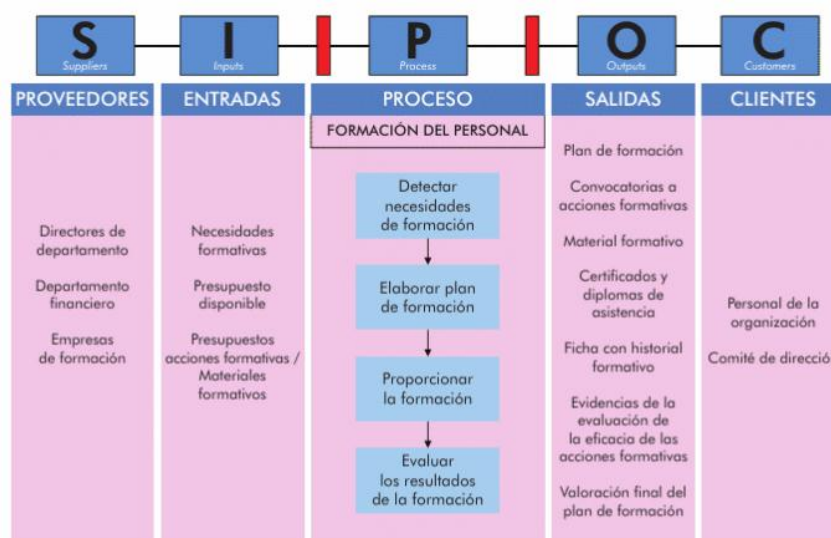 S
Suppliers
I
Inputs
P
Process
O
Outputs
C
Customers
PROVEEDORES
ENTRADAS
PROCESO
SALIDAS
CLIENTES
Directores de
departamento
Departamento
financiero
Empresas
de formación
Necesidades
formativas
Presupuesto
disponible
Presupuestos
acciones formativas /
Materiales
formativos
FORMACIÓN DEL PERSONAL
Detectar
necesidades
de formación
Elaborar plan
de formación
Proporcionar
la formación
Evaluar
los resultados
de la formación
Plan de formación
Convocatorias a
acciones formativas
Material formativo
Certificados y
diplomas de
asistencia
Ficha con historial
formativo
Evidencias de la
evaluación de
la eficacia de las
acciones formativas
Valoración final del
plan de formación
Personal de la
organización
Comité de direcció